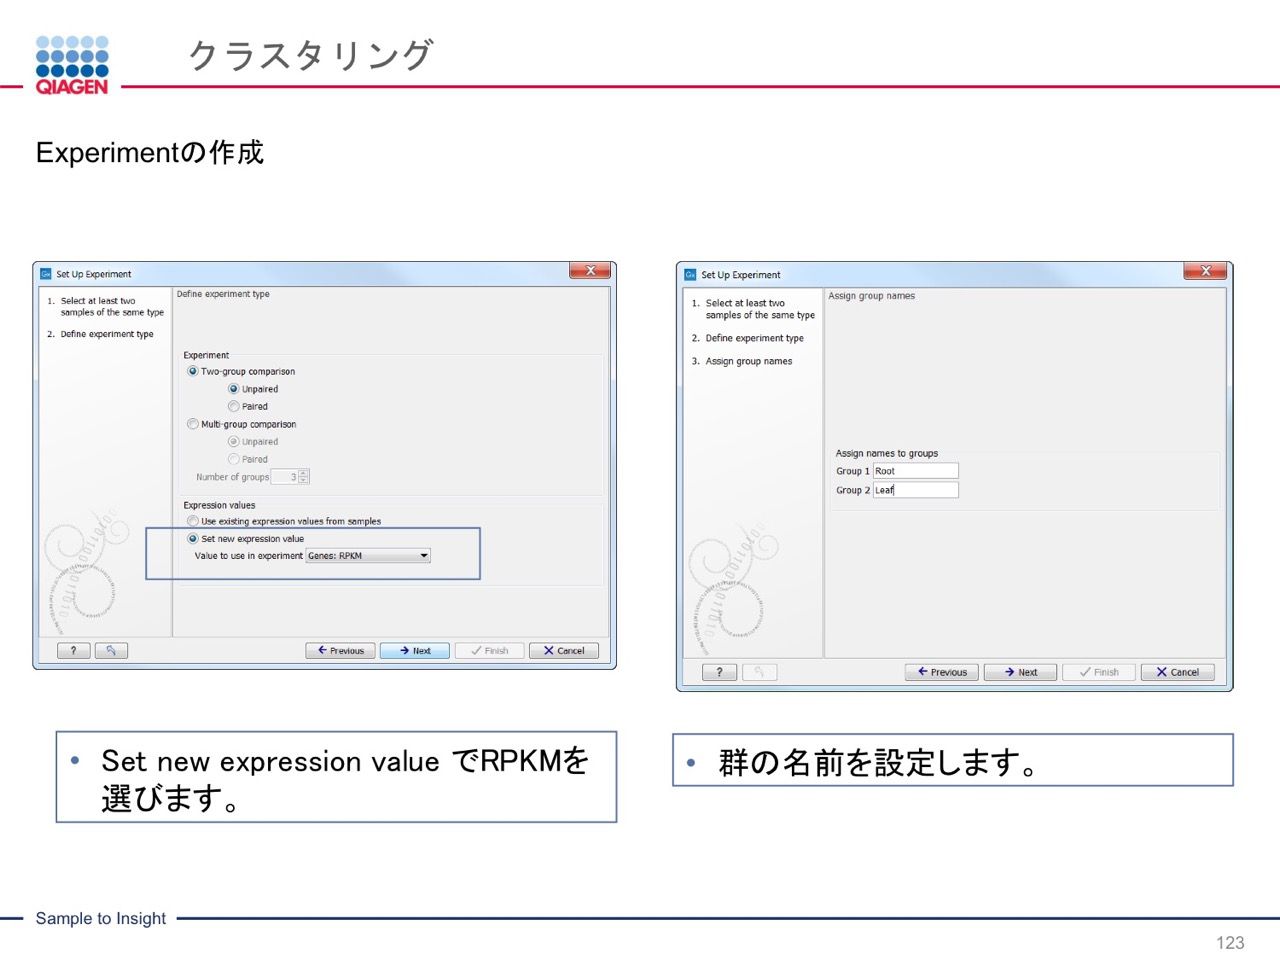 QIAGEN
クラスタリング
Experimentの作成
Set Up Experiment
1. Select at least two
samples of the same type
2. Define experiment type
Define experiment type
Experiment
Two-group comparison
Unpaired
Paired
Multi-group comparison
Unpaired
Paired
Number of groups 3
Expression values
Use existing expression values from samples
Set new expression value
Value to use in experiment Genes: RPKM
? Previous Next Finish Cancel
Set Up Experiment
1. Select at least two
samples of the same type
2. Define experiment type
3. Assign group names
Assign group names
Assign names to groups
Group 1 Root
Group 2 Leaf
? Previous Next Finish Cancel
• Set new expression value でRPKMを
選びます。
• 群の名前を設定します。
Sample to Insight
123